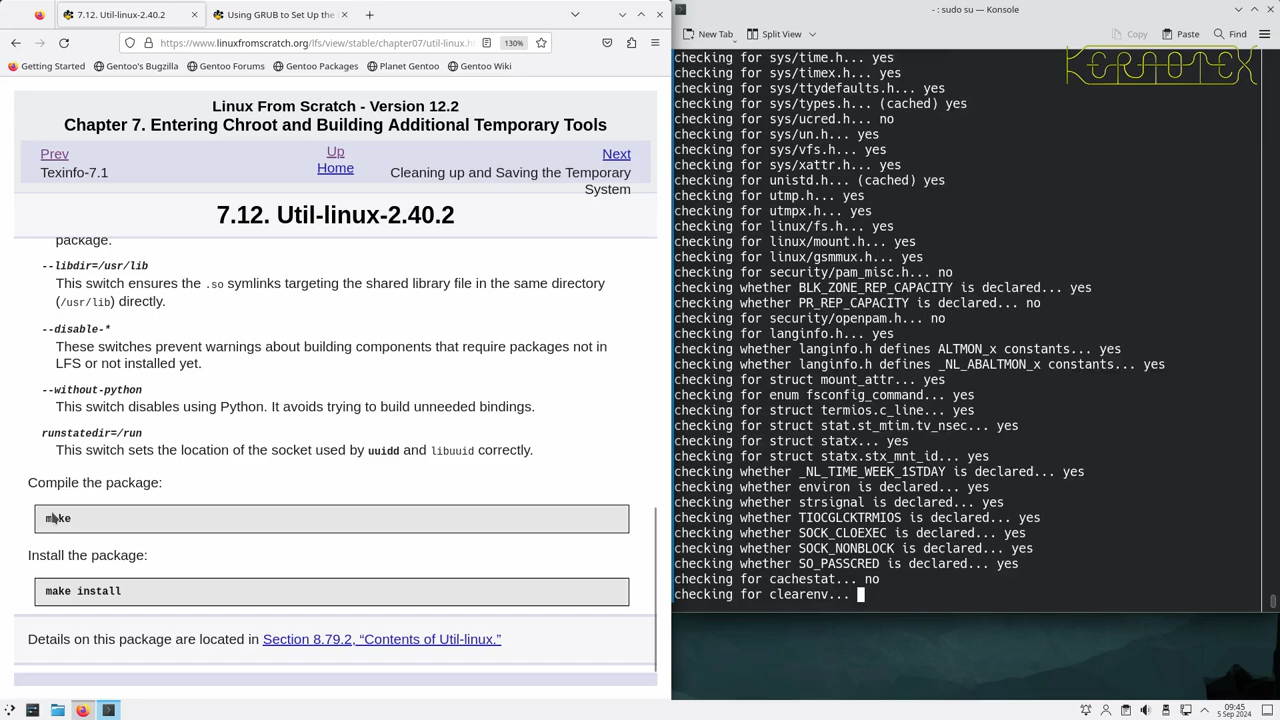 7.12. Util-linux-2.40.2
Using GRUB to Set Up the
https://www.linuxfromscratch.org/lfs/view/stable/chapter07/util-linux.h
130%
Getting Started
Gentoo's Bugzilla
Gentoo Forums
Gentoo Packages
Planet Gentoo
Gentoo Wiki
Linux From Scratch - Version 12.2
Chapter 7. Entering Chroot and Building Additional Temporary Tools
Prev
Texinfo-7.1
Up
Home
Next
Cleaning up and Saving the Temporary
System
7.12. Util-linux-2.40.2
package.
--libdir=/usr/lib
This switch ensures the .so symlinks targeting the shared library file in the same directory
(/usr/lib) directly.
--disable-*
These switches prevent warnings about building components that require packages not in
LFS or not installed yet.
--without-python
This switch disables using Python. It avoids trying to build unneeded bindings.
runstatedir=/run
This switch sets the location of the socket used by uuidd and libuuid correctly.
Compile the package:
make
Install the package:
make install
Details on this package are located in Section 8.79.2, “Contents of Util-linux.”
- : sudo su — Konsole
New Tab
Split View
Copy
Paste
Find
KERNOTEX
checking for sys/time.h... yes
checking for sys/timex.h... yes
checking for sys/ttydefaults.h... yes
checking for sys/types.h... (cached) yes
checking for sys/ucred.h... no
checking for sys/un.h... yes
checking for sys/vfs.h... yes
checking for sys/xattr.h... yes
checking for unistd.h... (cached) yes
checking for utmp.h... yes
checking for utmpx.h... yes
checking for linux/fs.h... yes
checking for linux/mount.h... yes
checking for linux/gsmmux.h... yes
checking for security/pam_misc.h... no
checking whether BLK_ZONE_REP_CAPACITY is declared... yes
checking whether PR_REP_CAPACITY is declared... no
checking for security/openpam.h... no
checking for langinfo.h... yes
checking whether langinfo.h defines ALTMON_x constants... yes
checking whether langinfo.h defines _NL_ABALTMON_x constants... yes
checking for struct mount_attr... yes
checking for enum fsconfig_command... yes
checking for struct termios.c_line... yes
checking for struct stat.st_mtim.tv_nsec... yes
checking for struct statx... yes
checking for struct statx.stx_mnt_id... yes
checking whether _NL_TIME_WEEK_1STDAY is declared... yes
checking whether environ is declared... yes
checking whether strsignal is declared... yes
checking whether TIOCGLCKTRMIOS is declared... yes
checking whether SOCK_CLOEXEC is declared... yes
checking whether SOCK_NONBLOCK is declared... yes
checking whether SO_PASSCRED is declared... yes
checking for cachestat... no
checking for clearenv...
09:45
5 Sep 2024